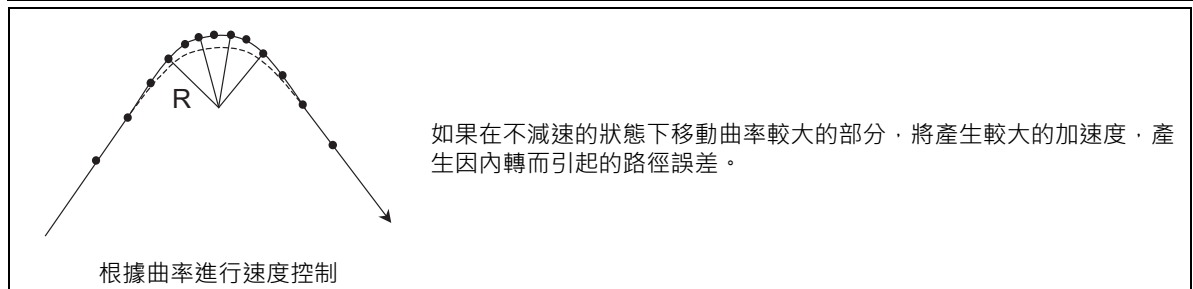 R
如果在不減速的狀態下移動曲率較大的部分，將產生較大的加速度，產
生因內轉而引起的路徑誤差。
根據曲率進行速度控制